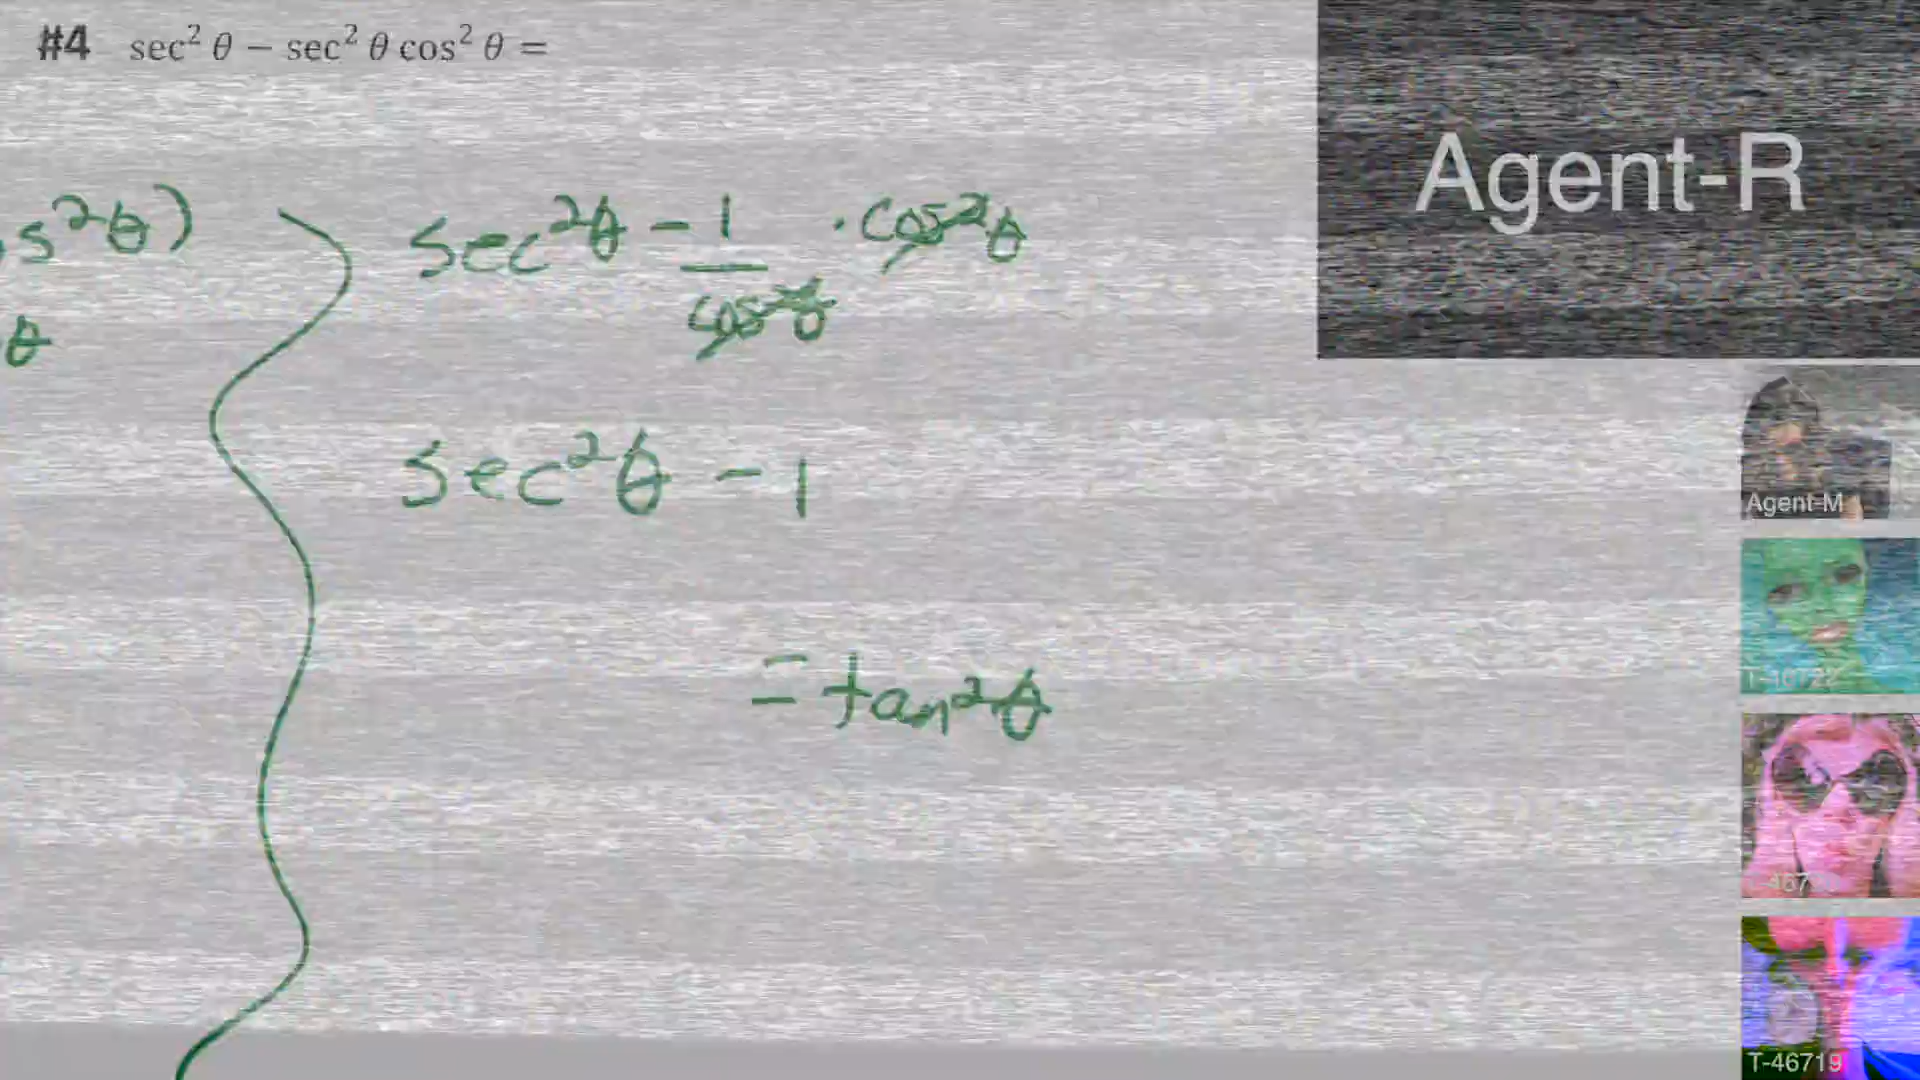 #4 sec² θ − sec² θ cos² θ =
Agent-R
s²θ)
θ
sec²θ − 1/cos²θ · cos²θ
sec²θ − 1
= tan²θ
Agent-M
T-46719